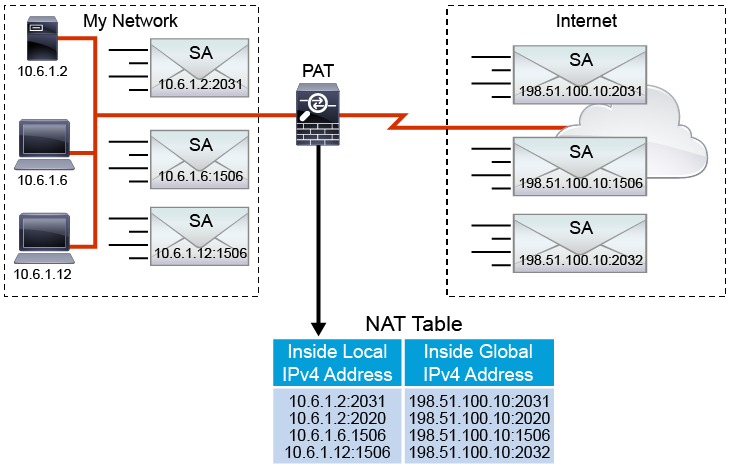 My Network
Internet
10.6.1.2
SA
10.6.1.2:2031
10.6.1.6
SA
10.6.1.6:1506
10.6.1.12
SA
10.6.1.12:1506
PAT
SA
198.51.100.10:2031
SA
198.51.100.10:1506
SA
198.51.100.10:2032
NAT Table
Inside Local
IPv4 Address
Inside Global
IPv4 Address
10.6.1.2:2031 198.51.100.10:2031
10.6.1.2:2020 198.51.100.10:2020
10.6.1.6.1506 198.51.100.10:1506
10.6.1.12:1506 198.51.100.10:2032